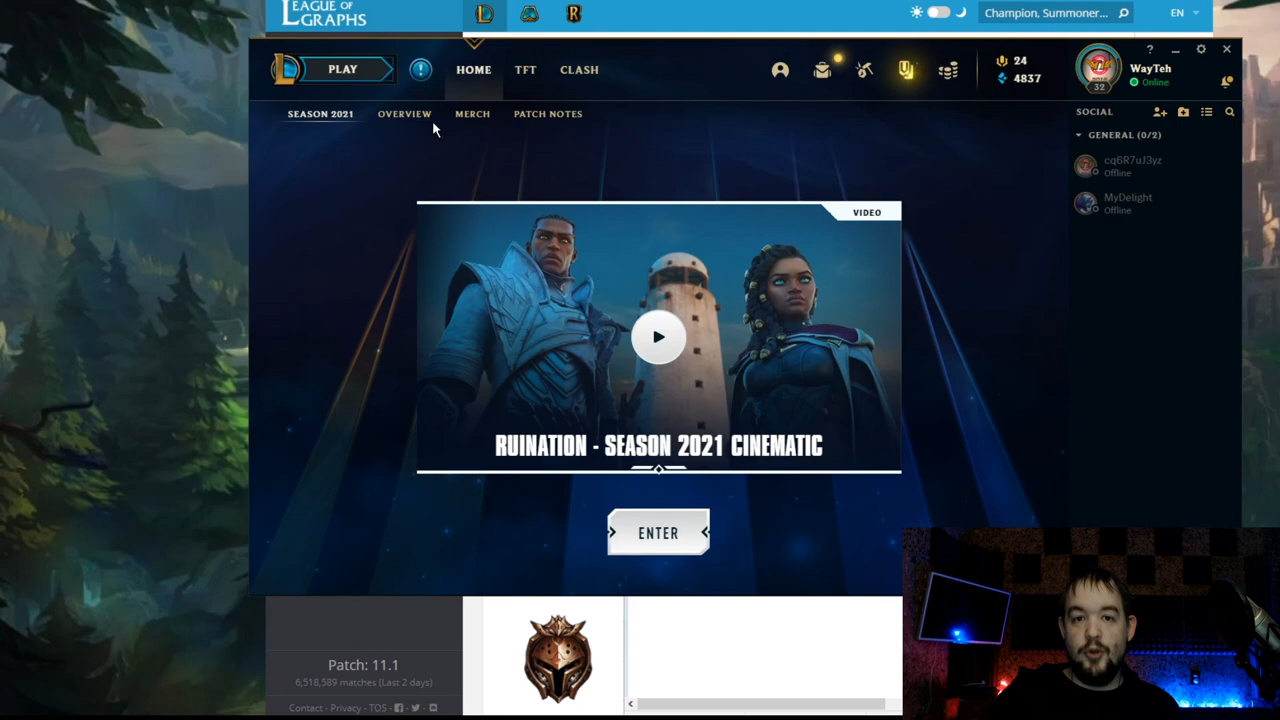 LEAGUE OF
GRAPHS
Champion, Summoner...
EN
PLAY
HOME
TFT
CLASH
24
4837
32
WayTeh
Online
SEASON 2021
OVERVIEW
MERCH
PATCH NOTES
SOCIAL
GENERAL (0/2)
cq6R7uJ3yz
Offline
MyDelight
Offline
VIDEO
RUINATION - SEASON 2021 CINEMATIC
ENTER
Patch: 11.1
6,518,589 matches (Last 2 days)
Contact - Privacy - TOS -